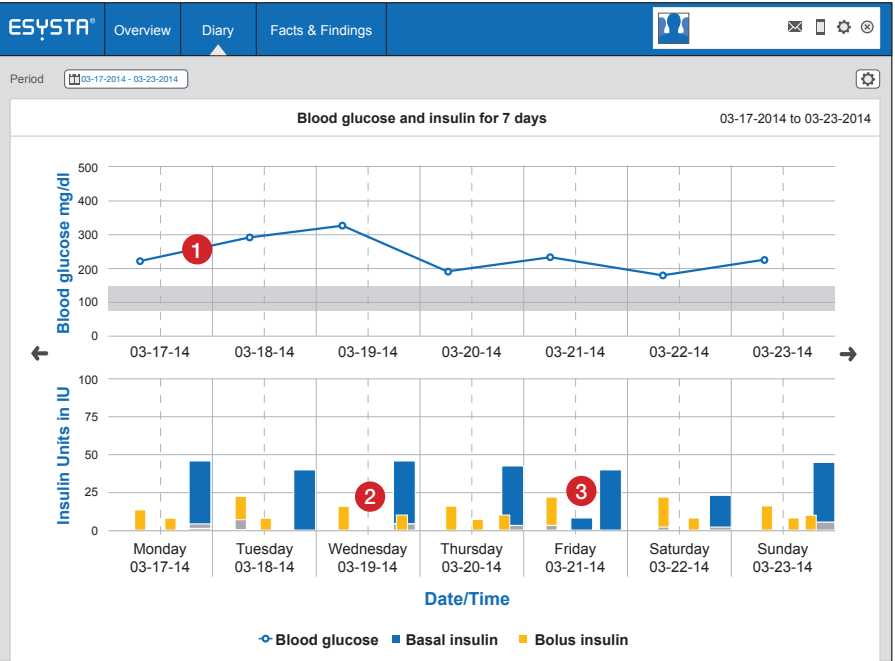 ESYSTA® Overview Diary Facts & Findings
Period 03-17-2014 - 03-23-2014
Blood glucose and insulin for 7 days 03-17-2014 to 03-23-2014
Blood glucose mg/dl
500
400
300
200
100
0
1
03-17-14 03-18-14 03-19-14 03-20-14 03-21-14 03-22-14 03-23-14
Insulin Units in IU
100
75
50
25
0
2 3
Monday Tuesday Wednesday Thursday Friday Saturday Sunday
03-17-14 03-18-14 03-19-14 03-20-14 03-21-14 03-22-14 03-23-14
Date/Time
Blood glucose Basal insulin Bolus insulin